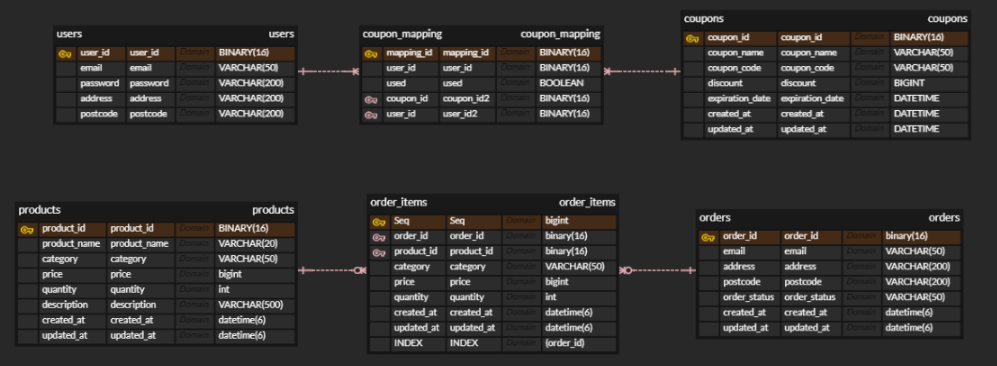 users users
user_id user_id Domain BINARY(16)
email email Domain VARCHAR(50)
password password Domain VARCHAR(200)
address address Domain VARCHAR(200)
postcode postcode Domain VARCHAR(200)
coupon_mapping coupon_mapping
mapping_id mapping_id Domain BINARY(16)
user_id user_id Domain BINARY(16)
used used Domain BOOLEAN
coupon_id coupon_id2 Domain BINARY(16)
user_id user_id2 Domain BINARY(16)
coupons coupons
coupon_id coupon_id Domain BINARY(16)
coupon_name coupon_name Domain VARCHAR(50)
coupon_code coupon_code Domain VARCHAR(50)
discount discount Domain BIGINT
expiration_date expiration_date Domain DATETIME
created_at created_at Domain DATETIME
updated_at updated_at Domain DATETIME
products products
product_id product_id Domain BINARY(16)
product_name product_name Domain VARCHAR(20)
category category Domain VARCHAR(50)
price price Domain bigint
quantity quantity Domain int
description description Domain VARCHAR(500)
created_at created_at Domain datetime(6)
updated_at updated_at Domain datetime(6)
order_items order_items
Seq Seq Domain bigint
order_id order_id Domain binary(16)
product_id product_id Domain binary(16)
category category Domain VARCHAR(50)
price price Domain bigint
quantity quantity Domain int
created_at created_at Domain datetime(6)
updated_at updated_at Domain datetime(6)
INDEX INDEX Domain (order_id)
orders orders
order_id order_id Domain binary(16)
email email Domain VARCHAR(50)
address address Domain VARCHAR(200)
postcode postcode Domain VARCHAR(200)
order_status order_status Domain VARCHAR(50)
created_at created_at Domain datetime(6)
updated_at updated_at Domain datetime(6)